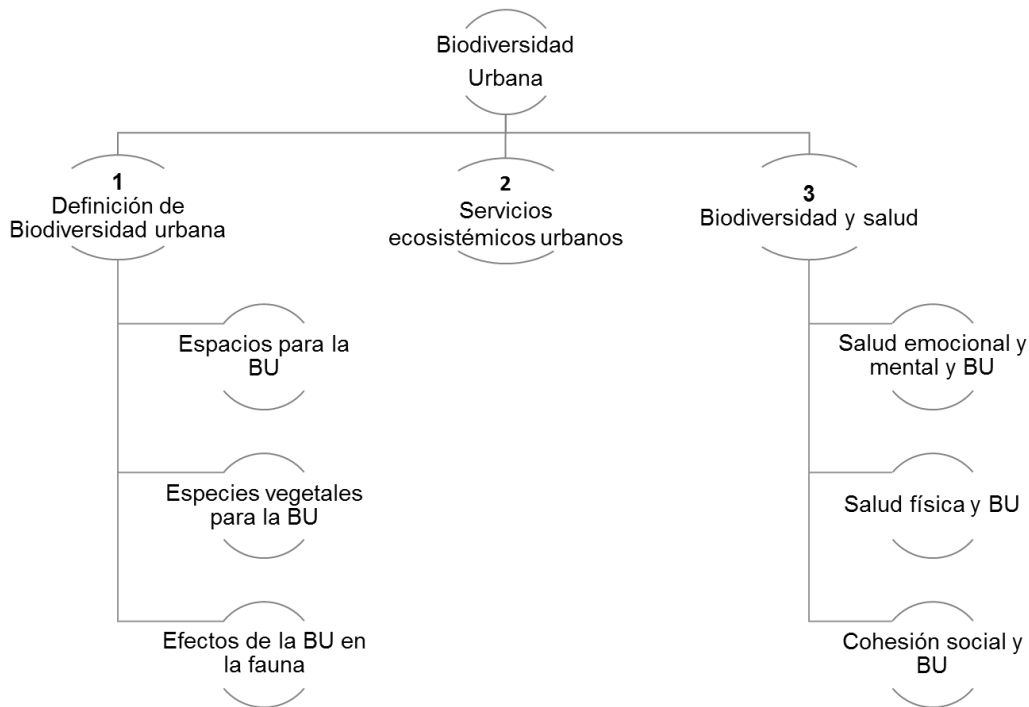 Biodiversidad
Urbana
1
Definición de
Biodiversidad urbana
2
Servicios
ecosistémicos urbanos
3
Biodiversidad y salud
Espacios para la
BU
Especies vegetales
para la BU
Efectos de la BU en
la fauna
Salud emocional y
mental y BU
Salud física y BU
Cohesión social y
BU